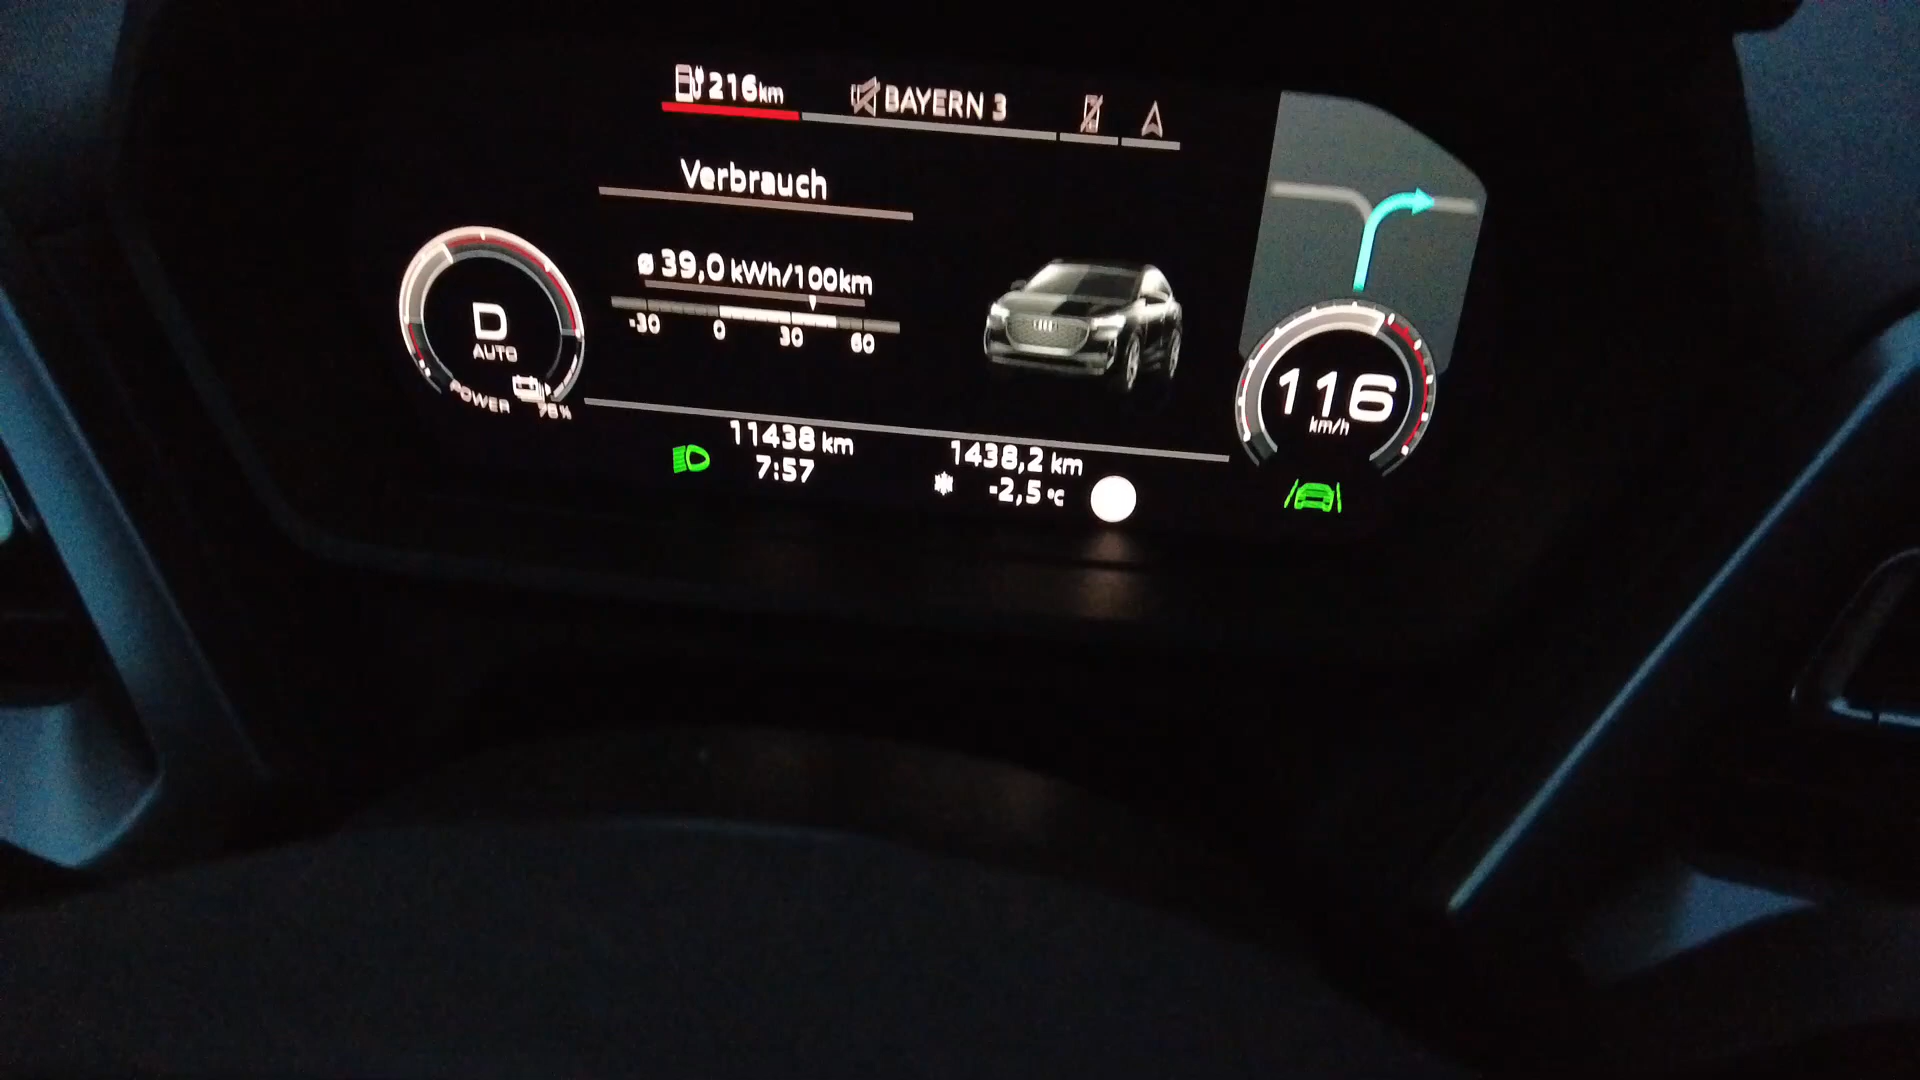 216km
BAYERN 3
Verbrauch
ø 39,0 kWh/100km
-30 0 30 60
D
AUTO
POWER
76%
116
km/h
11438 km
1438,2 km
7:57
-2,5 °C